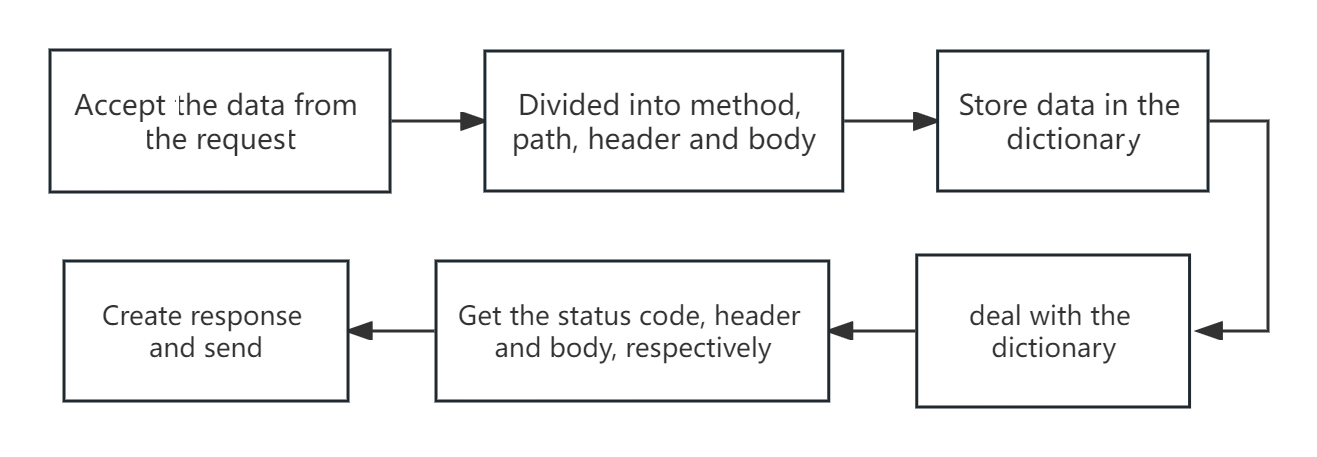 Accept the data from
the request
Divided into method,
path, header and body
Store data in the
dictionary
deal with the
dictionary
Get the status code, header
and body, respectively
Create response
and send